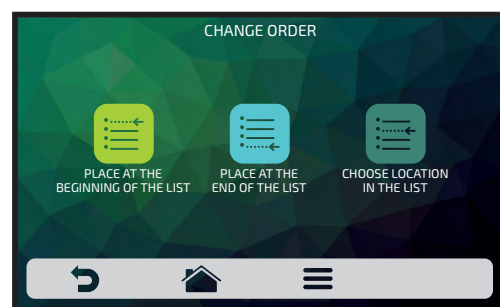 CHANGE ORDER
PLACE AT THE
BEGINNING OF THE LIST
PLACE AT THE
END OF THE LIST
CHOOSE LOCATION
IN THE LIST